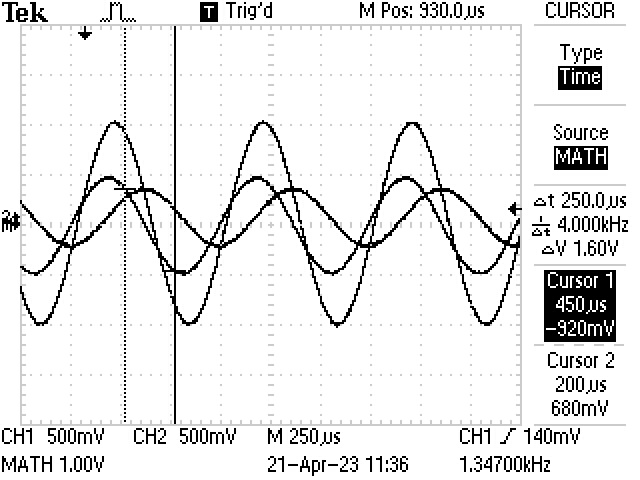 Tek
T Trig'd
M Pos: 930.0µs
CURSOR
Type
Time
Source
MATH
Δt 250.0µs
1/Δt 4.000kHz
ΔV 1.60V
Cursor 1
450µs
-920mV
Cursor 2
200µs
680mV
CH1 500mV
CH2 500mV
M 250µs
CH1 / 140mV
MATH 1.00V
21-Apr-23 11:36
1.34700kHz